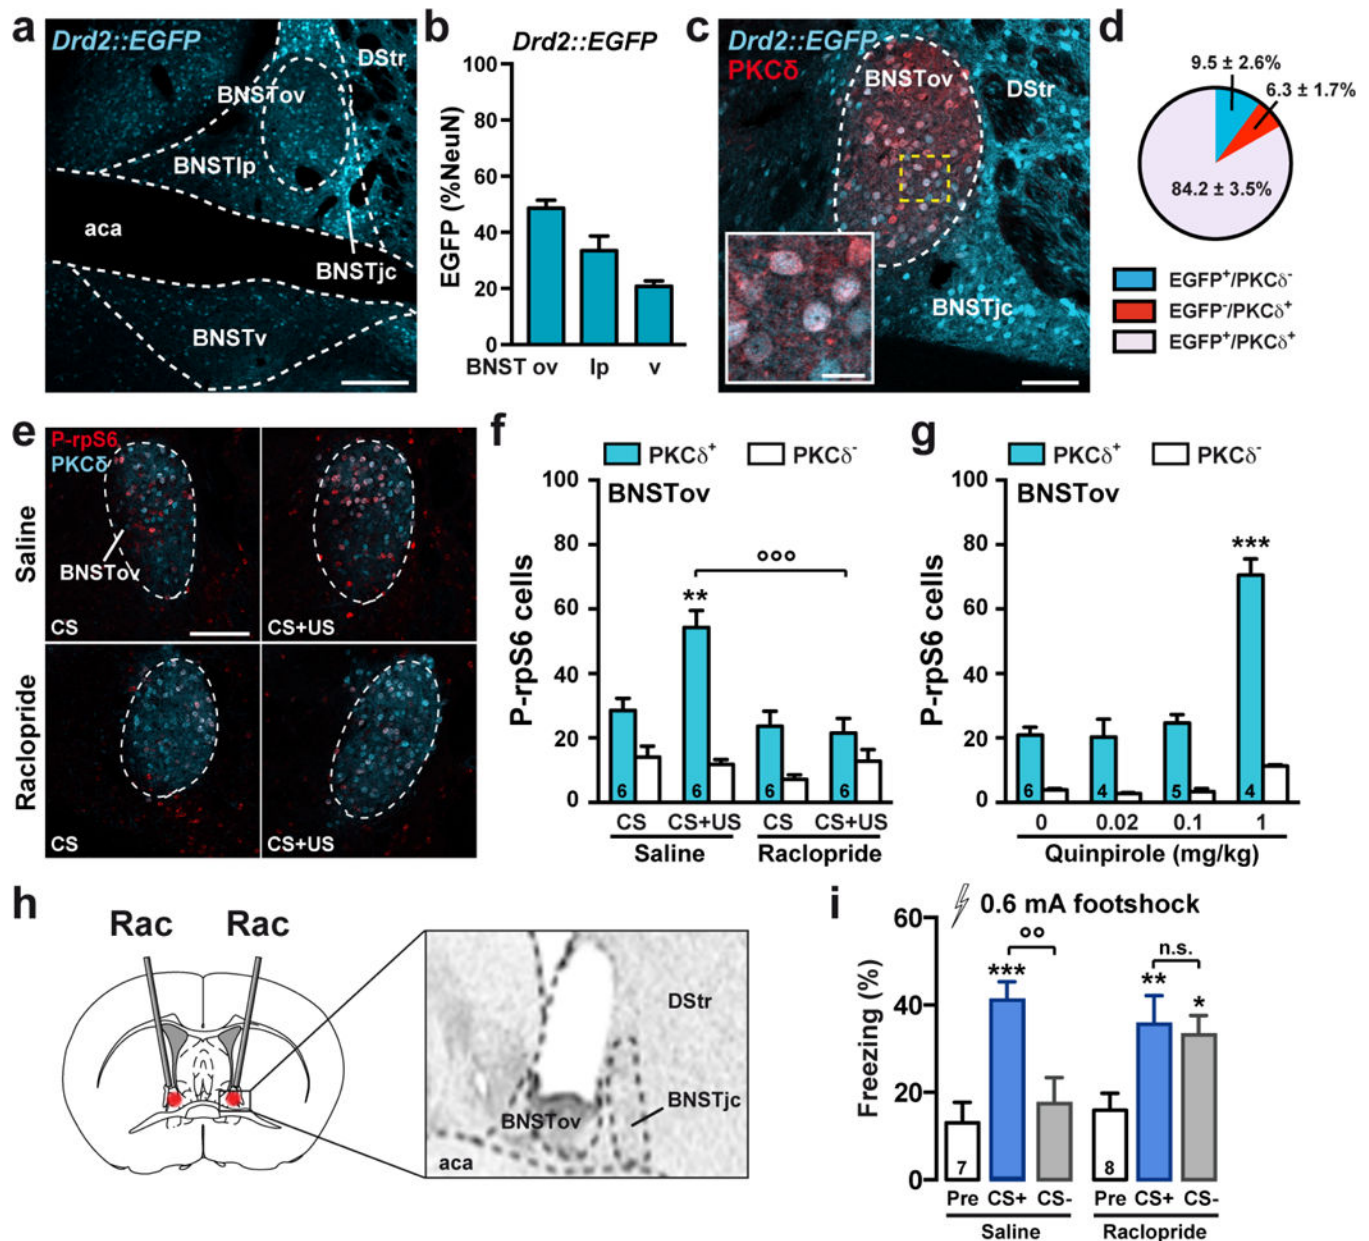 a
Drd2::EGFP
DStr
BNSTov
BNSTlp
aca
BNSTjc
BNSTv
b
Drd2::EGFP
EGFP (%NeuN)
100
80
60
40
20
0
BNST ov lp v
c
Drd2::EGFP
PKCδ
BNSTov
DStr
BNSTjc
d
9.5 ± 2.6%
6.3 ± 1.7%
84.2 ± 3.5%
EGFP⁺/PKCδ⁻
EGFP⁻/PKCδ⁺
EGFP⁺/PKCδ⁺
e
P-rpS6
PKCδ
Saline
BNSTov
CS
CS+US
Raclopride
CS
CS+US
f
PKCδ⁺ PKCδ⁻
BNSTov
P-rpS6 cells
100
80
60
40
20
0
**
°°°
6 6 6 6
CS CS+US CS CS+US
Saline Raclopride
g
PKCδ⁺ PKCδ⁻
BNSTov
P-rpS6 cells
100
80
60
40
20
0
***
6 4 5 4
0 0.02 0.1 1
Quinpirole (mg/kg)
h
Rac Rac
DStr
BNSTov
BNSTjc
aca
i
0.6 mA footshock
Freezing (%)
60
40
20
0
°°
***
n.s.
**
*
7 8
Pre CS+ CS- Pre CS+ CS-
Saline Raclopride